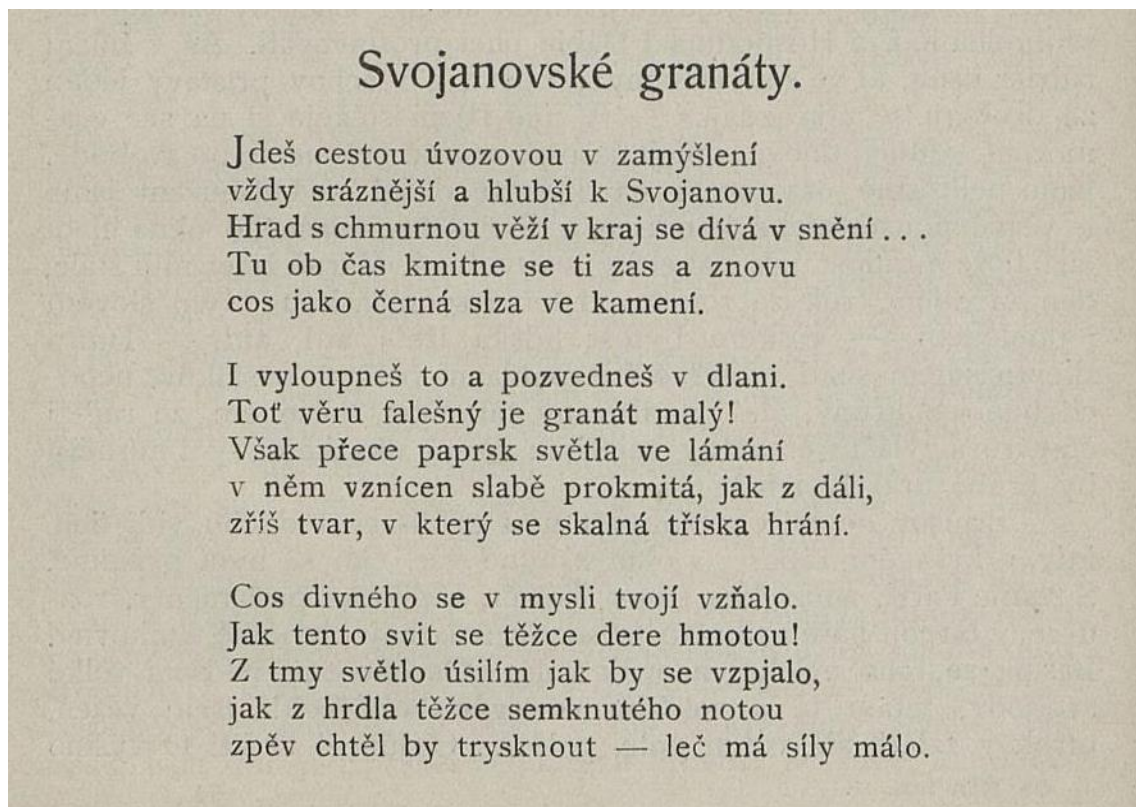 Svojanovské granáty.
Jdeš cestou úvozovou v zamýšlení
vždy sráznější a hlubší k Svojanovu.
Hrad s chmurnou věží v kraj se dívá v snění . . .
Tu ob čas kmitne se ti zas a znovu
cos jako černá slza ve kamení.
I vyloupneš to a pozvedneš v dlani.
Toť věru falešný je granát malý!
Však přece paprsk světla ve lámání
v něm vznícen slabě prokmitá, jak z dáli,
zříš tvar, v který se skalná tříska hrání.
Cos divného se v mysli tvojí vzňalo.
Jak tento svit se těžce dere hmotou!
Z tmy světlo úsilím jak by se vzpjalo,
jak z hrdla těžce semknutého notou
zpěv chtěl by trysknout — leč má síly málo.